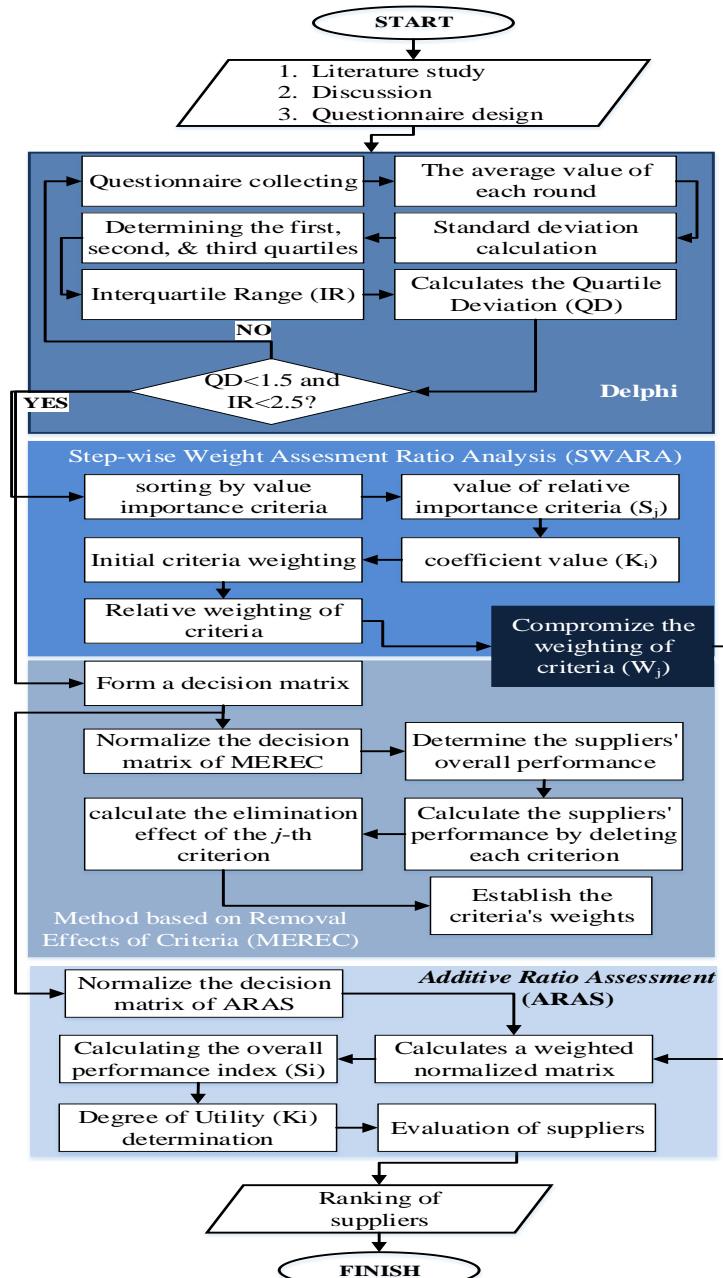 START
1. Literature study
2. Discussion
3. Questionnaire design
Questionnaire collecting
The average value of
each round
Determining the first,
second, & third quartiles
Standard deviation
calculation
Interquartile Range (IR)
Calculates the Quartile
Deviation (QD)
NO
QD<1.5 and
IR<2.5?
YES
Delphi
Step-wise Weight Assesment Ratio Analysis (SWARA)
sorting by value
importance criteria
value of relative
importance criteria (Sj)
Initial criteria weighting
coefficient value (Ki)
Relative weighting of
criteria
Compromize the
weighting of
criteria (Wj)
Form a decision matrix
Normalize the decision
matrix of MEREC
Determine the suppliers'
overall performance
calculate the elimination
effect of the j-th
criterion
Calculate the suppliers'
performance by deleting
each criterion
Establish the
criteria's weights
Method based on Removal
Effects of Criteria (MEREC)
Normalize the decision
matrix of ARAS
Additive Ratio Assessment
(ARAS)
Calculating the overall
performance index (Si)
Calculates a weighted
normalized matrix
Degree of Utility (Ki)
determination
Evaluation of suppliers
Ranking of
suppliers
FINISH